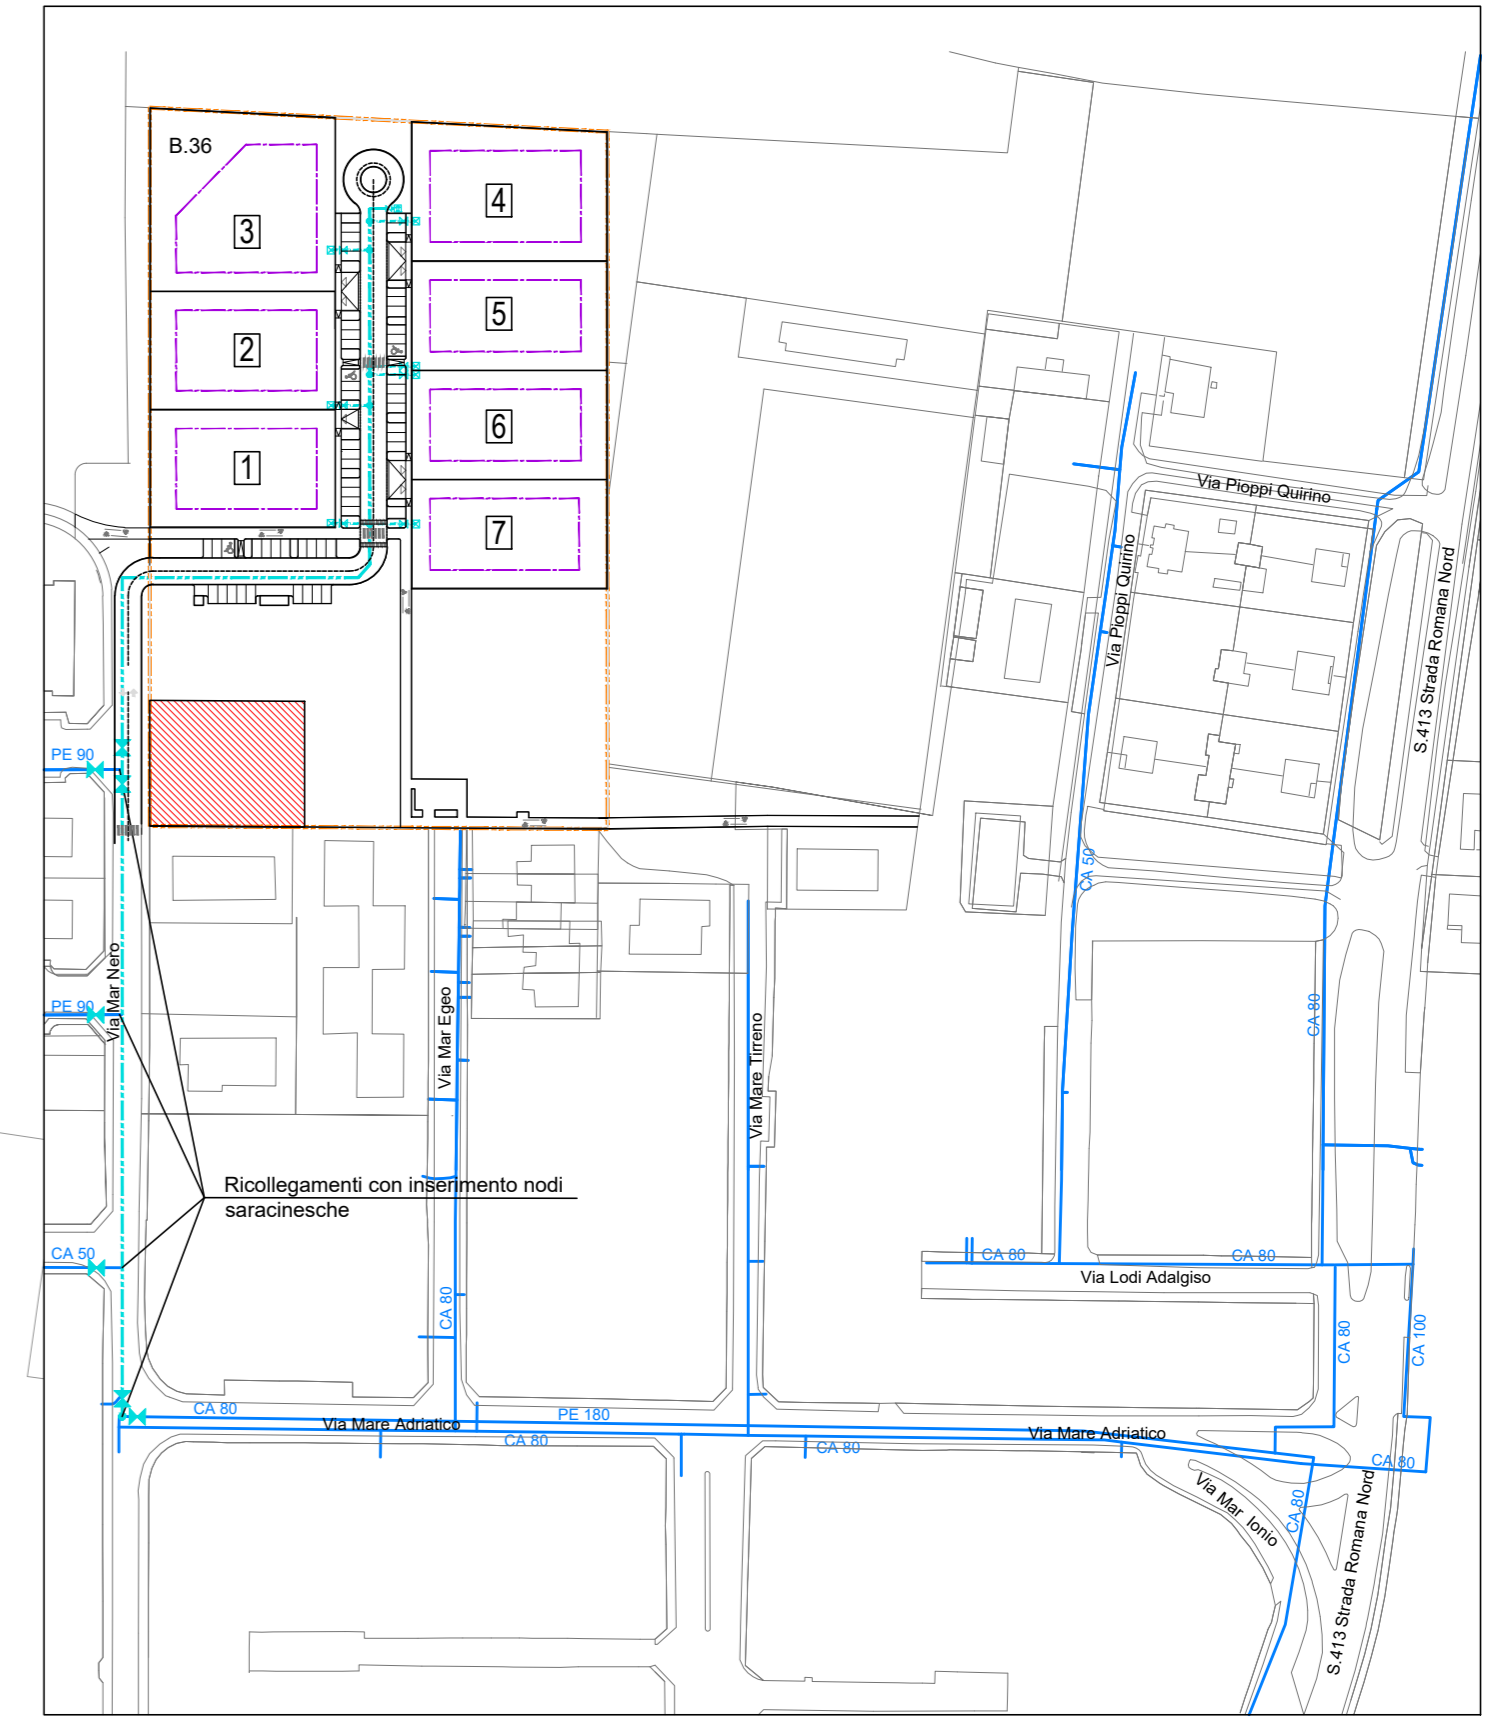 B.36
3
4
2
5
1
6
7
Via Pioppi Quirino
Via Pioppi Quirino
S.413 Strada Romana Nord
PE 90
CA 50
Via Mar Nero
PE 90
Via Mar Egeo
Via Mare Tirreno
CA 80
Ricollegamenti con inserimento nodi
saracinesche
CA 50
CA 80
CA 80
CA 80
Via Lodi Adalgiso
CA 80
CA 100
CA 80
Via Mare Adriatico
PE 180
CA 80
CA 80
Via Mare Adriatico
CA 80
Via Mar Ionio
CA 80
S.413 Strada Romana Nord